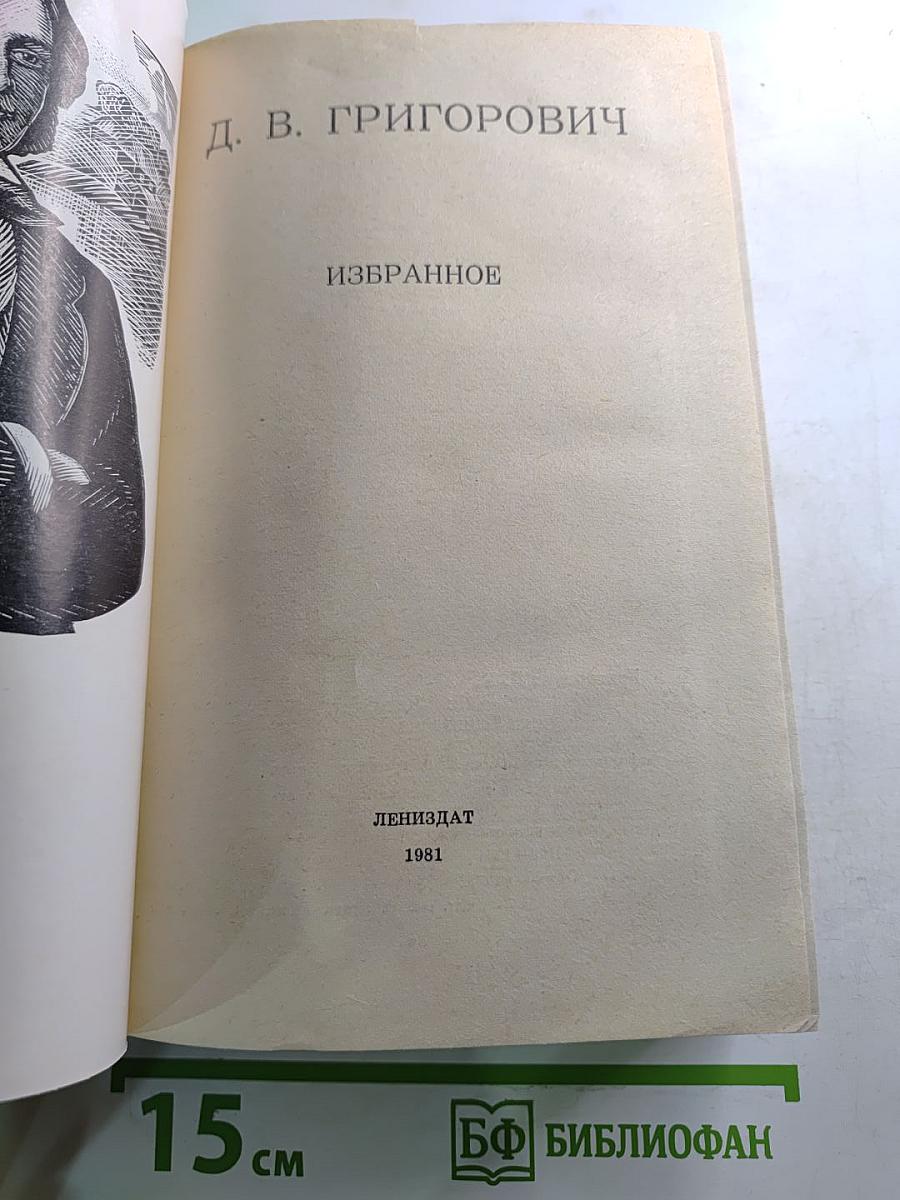 Д. В. ГРИГОРОВИЧ
ИЗБРАННОЕ
ЛЕНИЗДАТ
1981
15 см
БФ БИБЛИОФАН